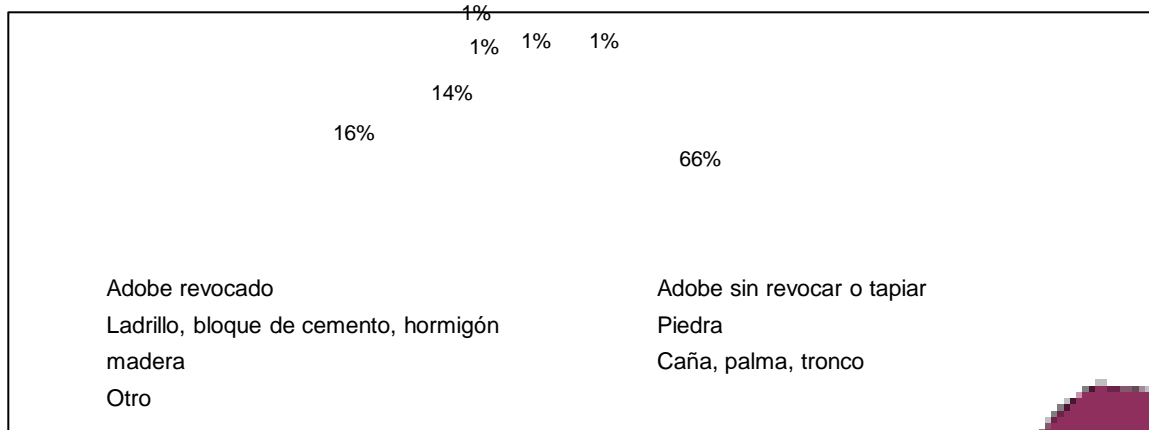 1%
1% 1% 1%
14%
16%
66%
Adobe revocado Adobe sin revocar o tapiar
Ladrillo, bloque de cemento, hormigón Piedra
madera Caña, palma, tronco
Otro